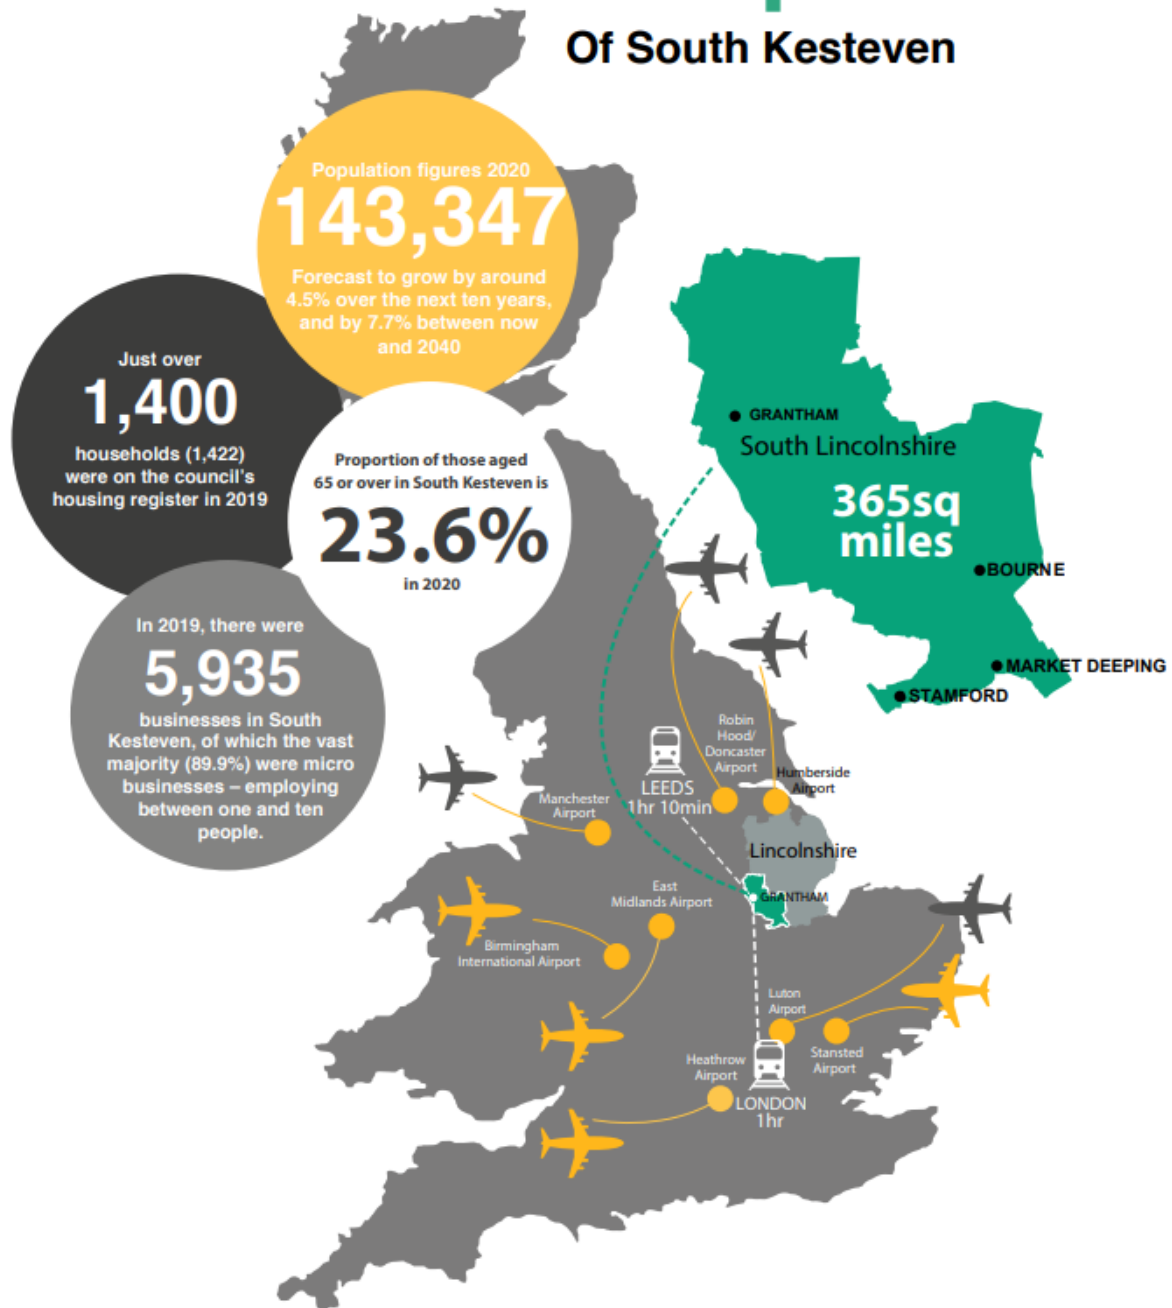 Of South Kesteven
Population figures 2020
143,347
Forecast to grow by around
4.5% over the next ten years,
and by 7.7% between now
and 2040
Just over
1,400
households (1,422)
were on the council's
housing register in 2019
Proportion of those aged
65 or over in South Kesteven is
23.6%
in 2020
In 2019, there were
5,935
businesses in South
Kesteven, of which the vast
majority (89.9%) were micro
businesses – employing
between one and ten
people.
GRANTHAM
South Lincolnshire
365sq
miles
BOURNE
MARKET DEEPING
STAMFORD
Robin
Hood/
Doncaster
Airport
Humberside
Airport
LEEDS
1hr 10min
Manchester
Airport
Lincolnshire
GRANTHAM
East
Midlands Airport
Birmingham
International Airport
Luton
Airport
Stansted
Airport
Heathrow
Airport
LONDON
1hr